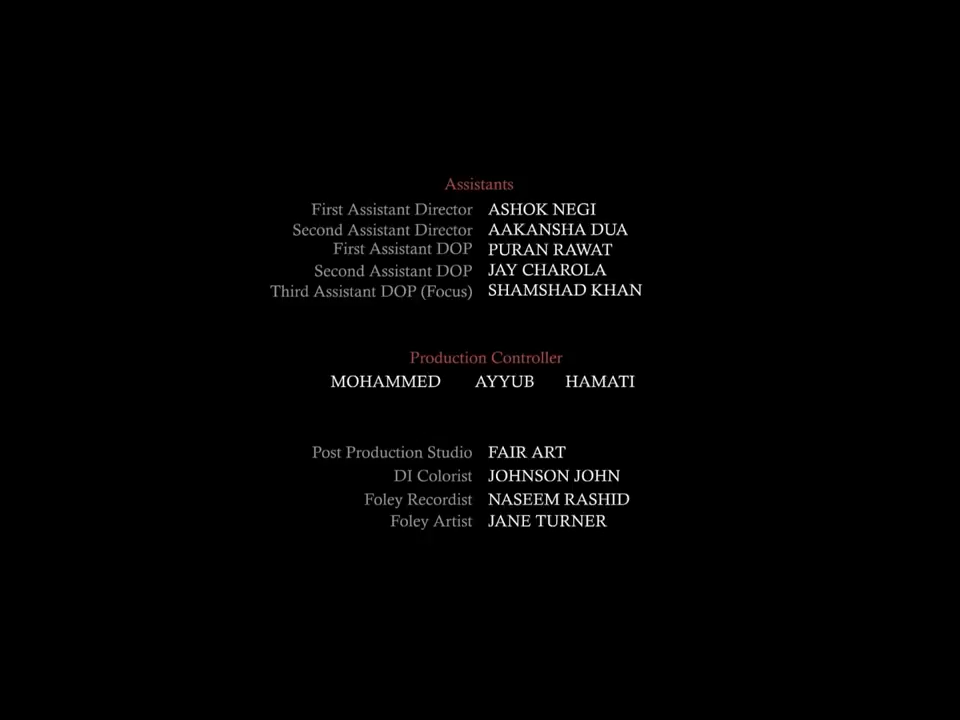 Assistants
First Assistant Director ASHOK NEGI
Second Assistant Director AAKANSHA DUA
First Assistant DOP PURAN RAWAT
Second Assistant DOP JAY CHAROLA
Third Assistant DOP (Focus) SHAMSHAD KHAN
Production Controller
MOHAMMED AYYUB HAMATI
Post Production Studio FAIR ART
DI Colorist JOHNSON JOHN
Foley Recordist NASEEM RASHID
Foley Artist JANE TURNER